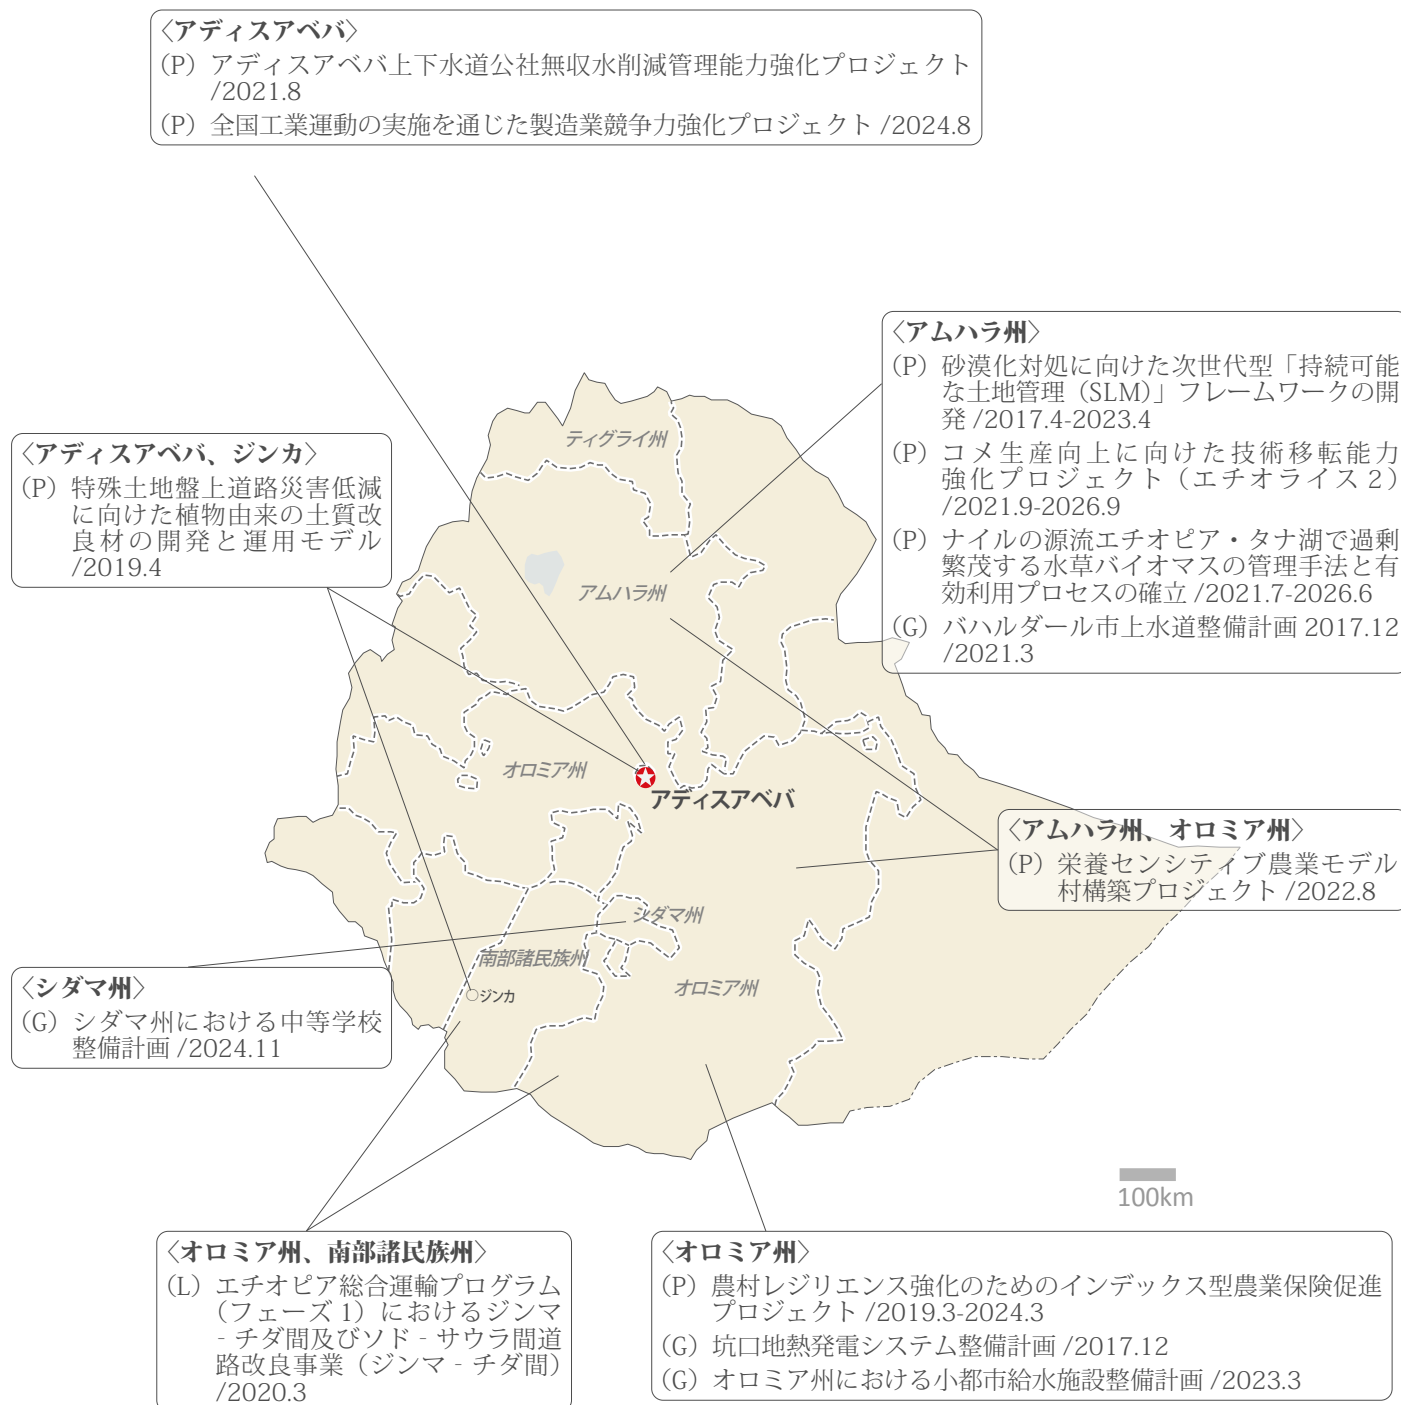 〈アディスアベバ〉
(P) アディスアベバ上下水道公社無収水削減管理能力強化プロジェクト
/2021.8
(P) 全国工業運動の実施を通じた製造業競争力強化プロジェクト /2024.8
〈アムハラ州〉
(P) 砂漠化対処に向けた次世代型「持続可能
な土地管理（SLM）」フレームワークの開
発 /2017.4-2023.4
(P) コメ生産向上に向けた技術移転能力
強化プロジェクト（エチオライス 2）
/2021.9-2026.9
(P) ナイルの源流エチオピア・タナ湖で過剰
繁茂する水草バイオマスの管理手法と有
効利用プロセスの確立 /2021.7-2026.6
(G) バハルダール市上水道整備計画 2017.12
/2021.3
〈アディスアベバ、ジンカ〉
(P) 特殊土地盤上道路災害低減
に向けた植物由来の土質改
良材の開発と運用モデル
/2019.4
ティグライ州
アムハラ州
オロミア州
アディスアベバ
〈アムハラ州、オロミア州〉
(P) 栄養センシティブ農業モデル
村構築プロジェクト /2022.8
シダマ州
南部諸民族州
オロミア州
ジンカ
〈シダマ州〉
(G) シダマ州における中等学校
整備計画 /2024.11
100km
〈オロミア州、南部諸民族州〉
(L) エチオピア総合運輸プログラム
（フェーズ 1）におけるジンマ
- チダ間及びソド - サウラ間道
路改良事業（ジンマ - チダ間）
/2020.3
〈オロミア州〉
(P) 農村レジリエンス強化のためのインデックス型農業保険促進
プロジェクト /2019.3-2024.3
(G) 坑口地熱発電システム整備計画 /2017.12
(G) オロミア州における小都市給水施設整備計画 /2023.3